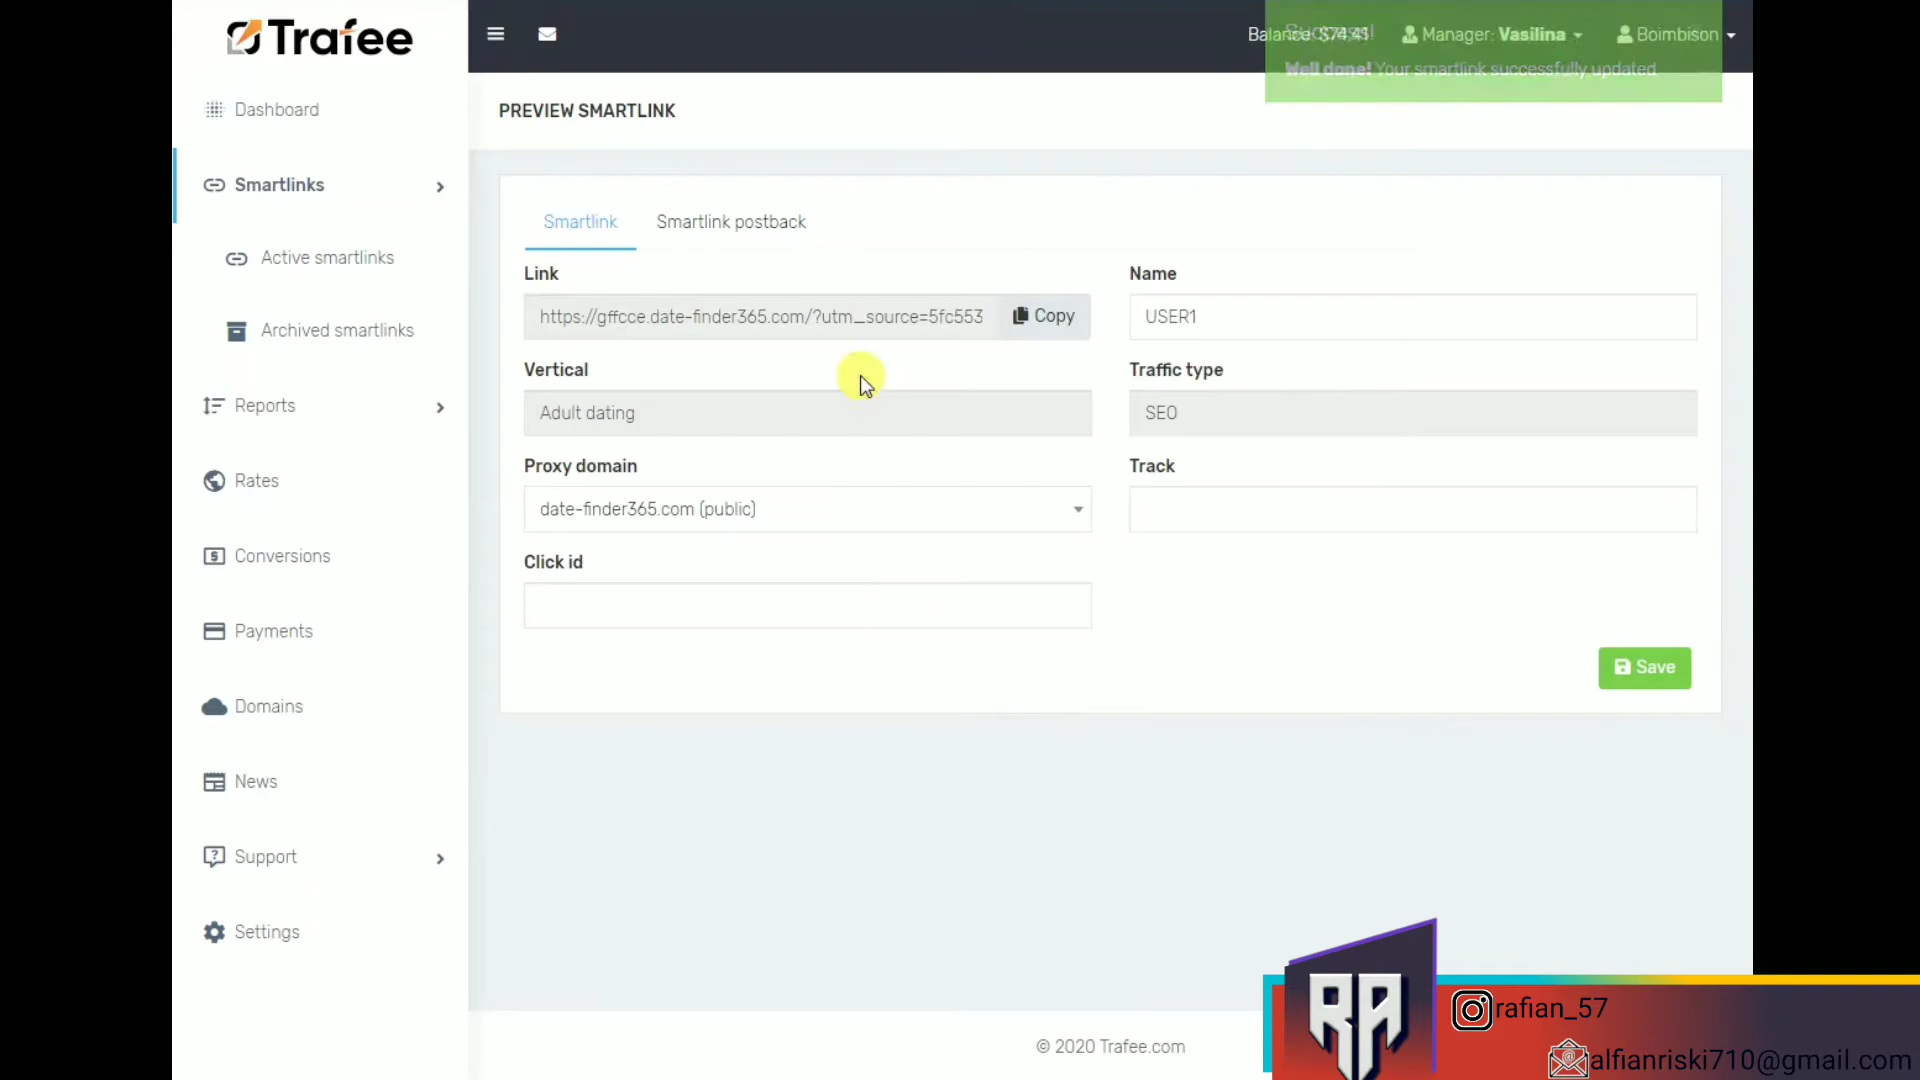 Trafee
Balance: $74.41
Manager: Vasilina
Boimbison
Well done! Your smartlink successfully updated
Dashboard
Smartlinks
Active smartlinks
Archived smartlinks
Reports
Rates
Conversions
Payments
Domains
News
Support
Settings
PREVIEW SMARTLINK
Smartlink
Smartlink postback
Link
https://gffcce.date-finder365.com/?utm_source=5fc553
Copy
Name
USER1
Vertical
Adult dating
Traffic type
SEO
Proxy domain
date-finder365.com (public)
Track
Click id
Save
© 2020 Trafee.com
RA
rafian_57
alfianriski710@gmail.com